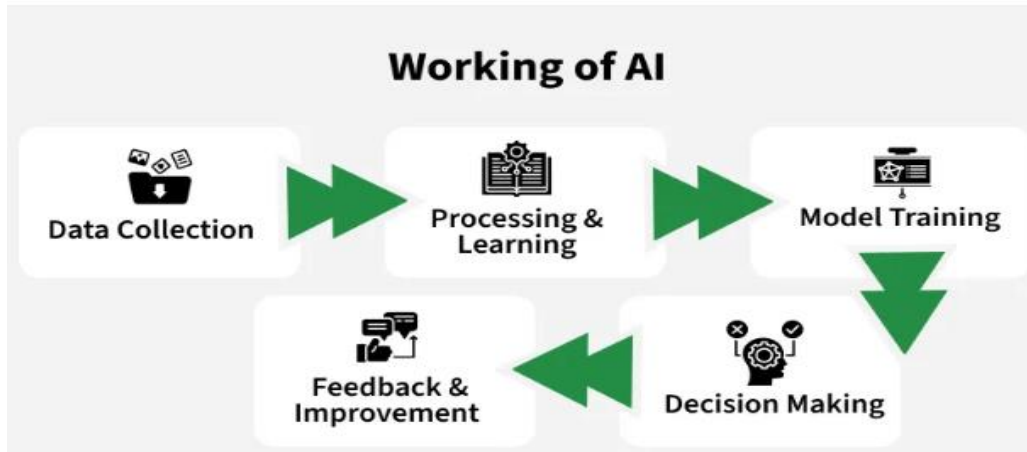 Working of AI
Data Collection
Processing &
Learning
Model Training
Decision Making
Feedback &
Improvement